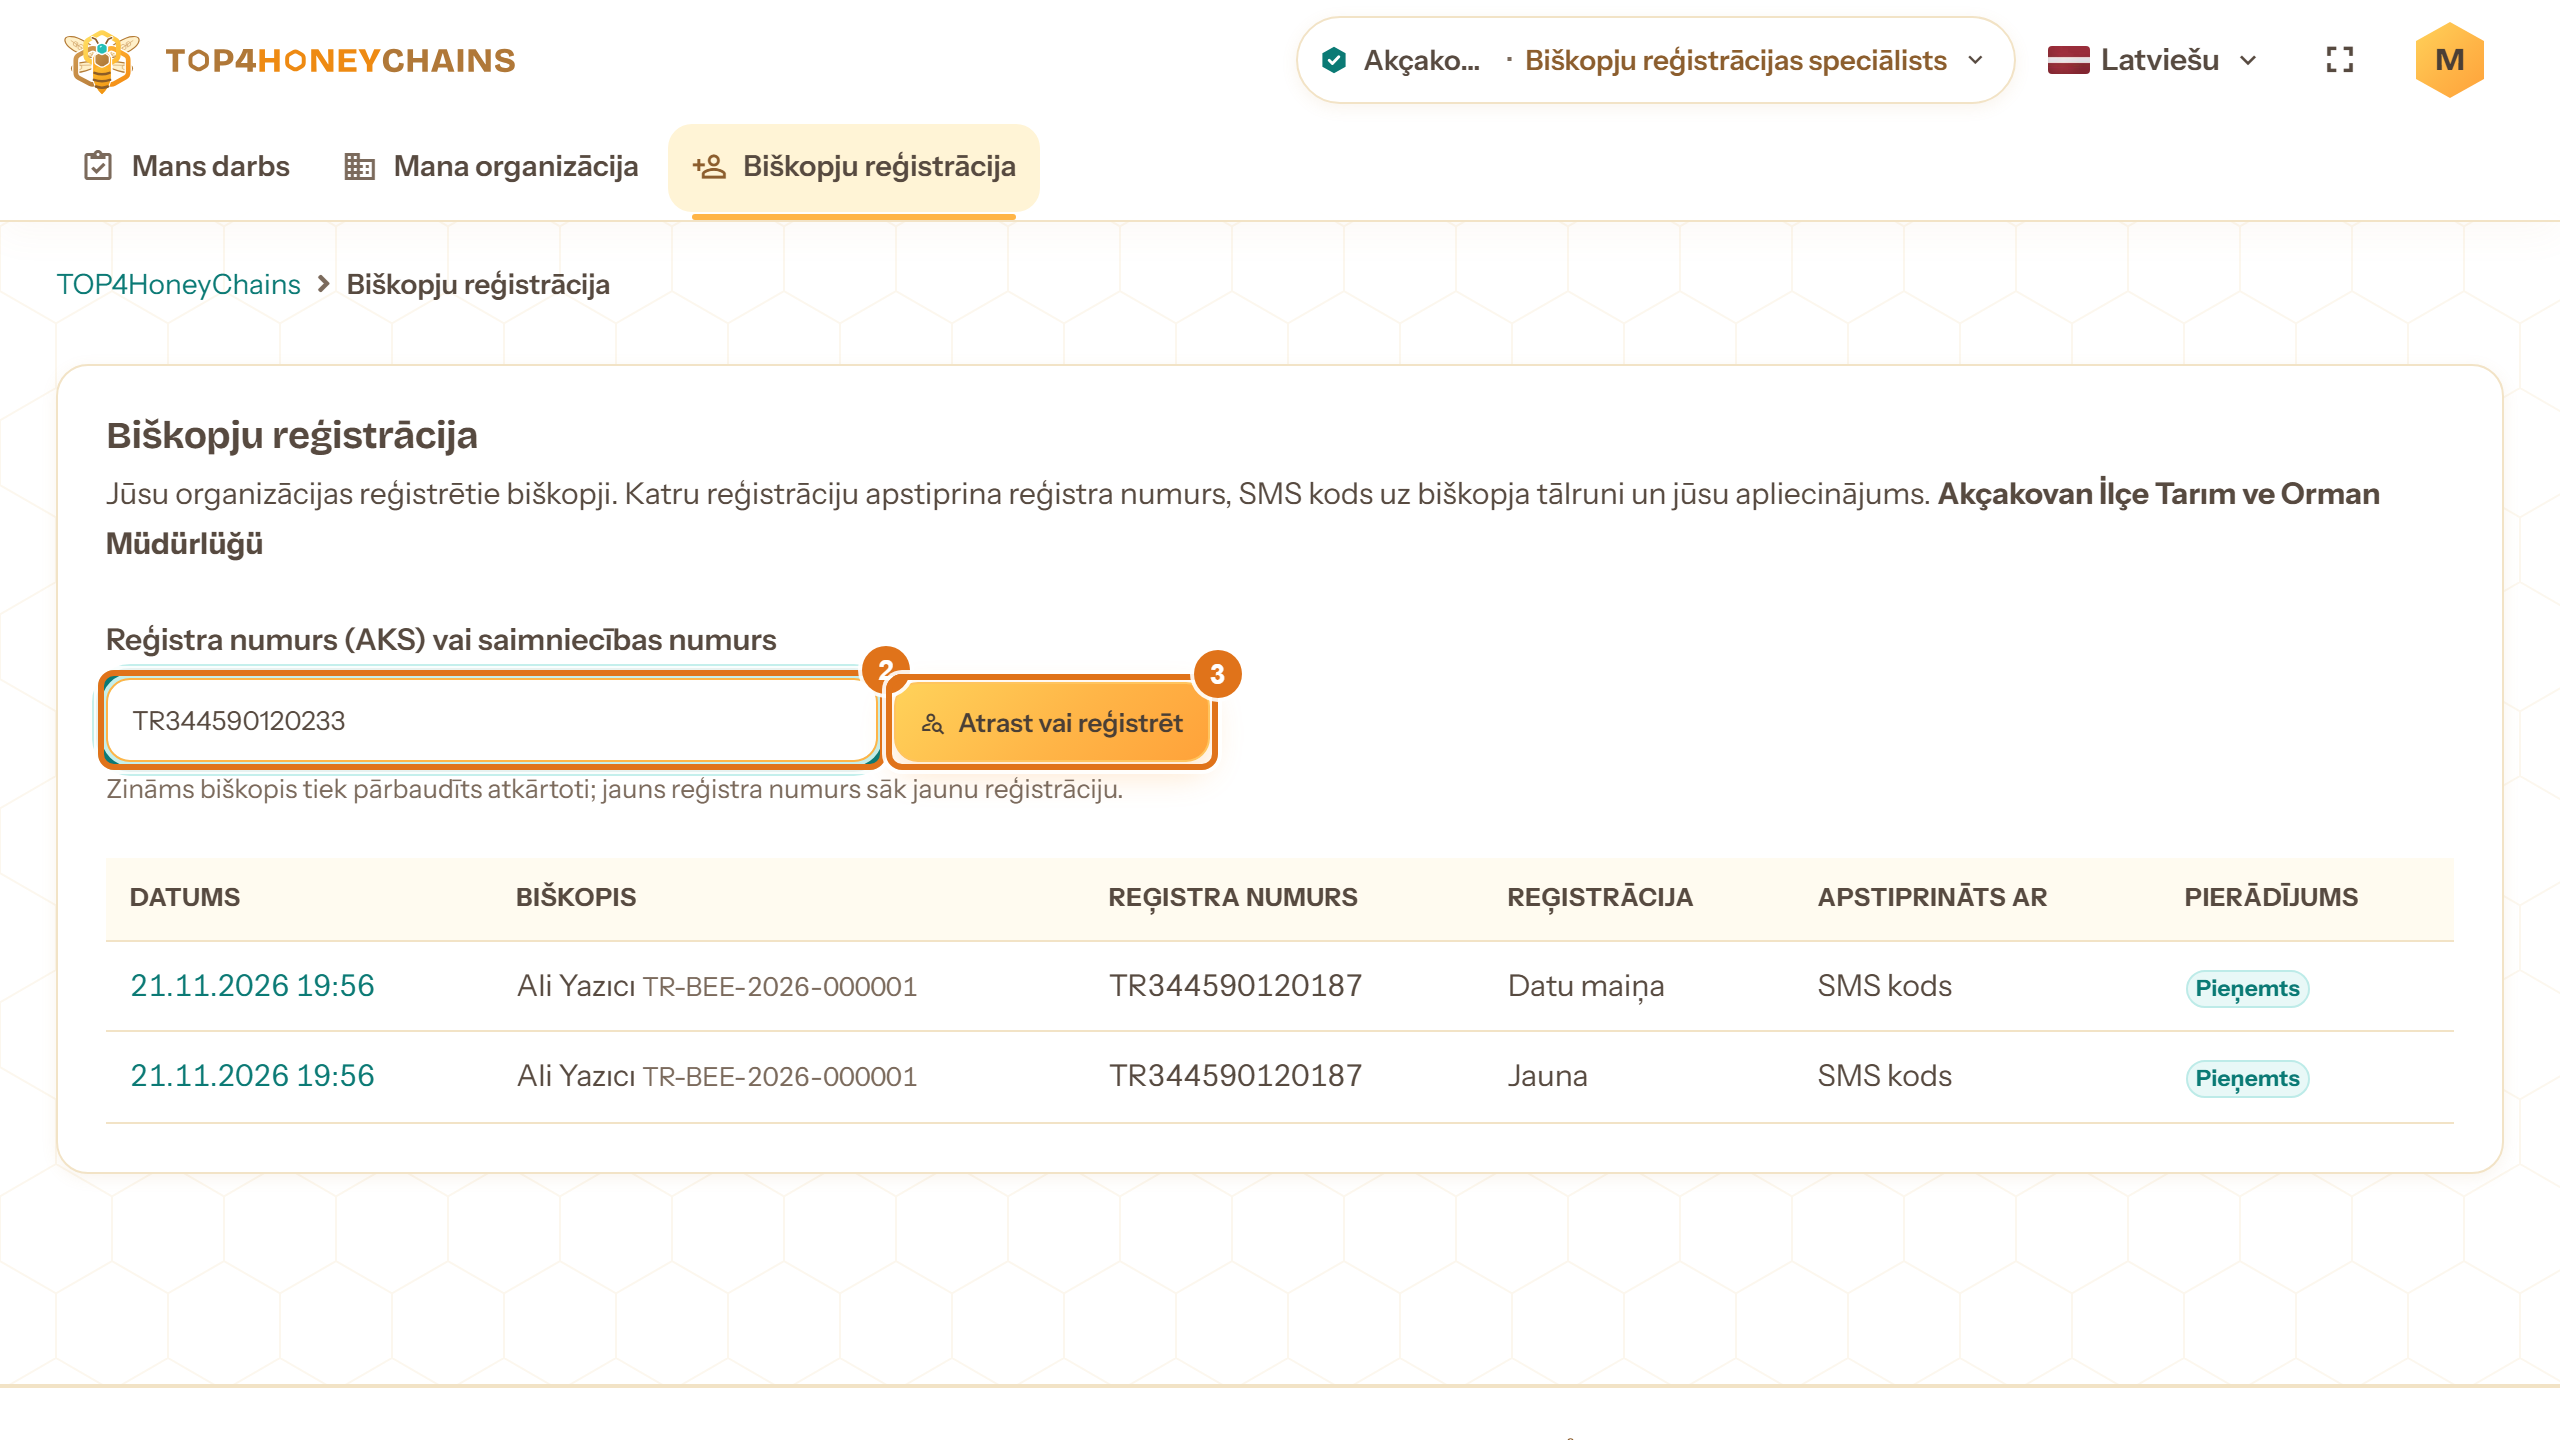 TOP4HONEYCHAINS
Akçako... · Biškopju reģistrācijas speciālists
Latviešu
M
Mans darbs
Mana organizācija
Biškopju reģistrācija
TOP4HoneyChains > Biškopju reģistrācija
Biškopju reģistrācija
Jūsu organizācijas reģistrētie biškopji. Katru reģistrāciju apstiprina reģistra numurs, SMS kods uz biškopja tālruni un jūsu apliecinājums. Akçakovan İlçe Tarım ve Orman
Müdürlüğü
Reģistra numurs (AKS) vai saimniecības numurs
2
3
TR344590120233
Atrast vai reģistrēt
Zināms biškopis tiek pārbaudīts atkārtoti; jauns reģistra numurs sāk jaunu reģistrāciju.
DATUMS BIŠKOPIS REĢISTRA NUMURS REĢISTRĀCIJA APSTIPRINĀTS AR PIERĀDĪJUMS
21.11.2026 19:56 Ali Yazıcı TR-BEE-2026-000001 TR344590120187 Datu maiņa SMS kods Pieņemts
21.11.2026 19:56 Ali Yazıcı TR-BEE-2026-000001 TR344590120187 Jauna SMS kods Pieņemts